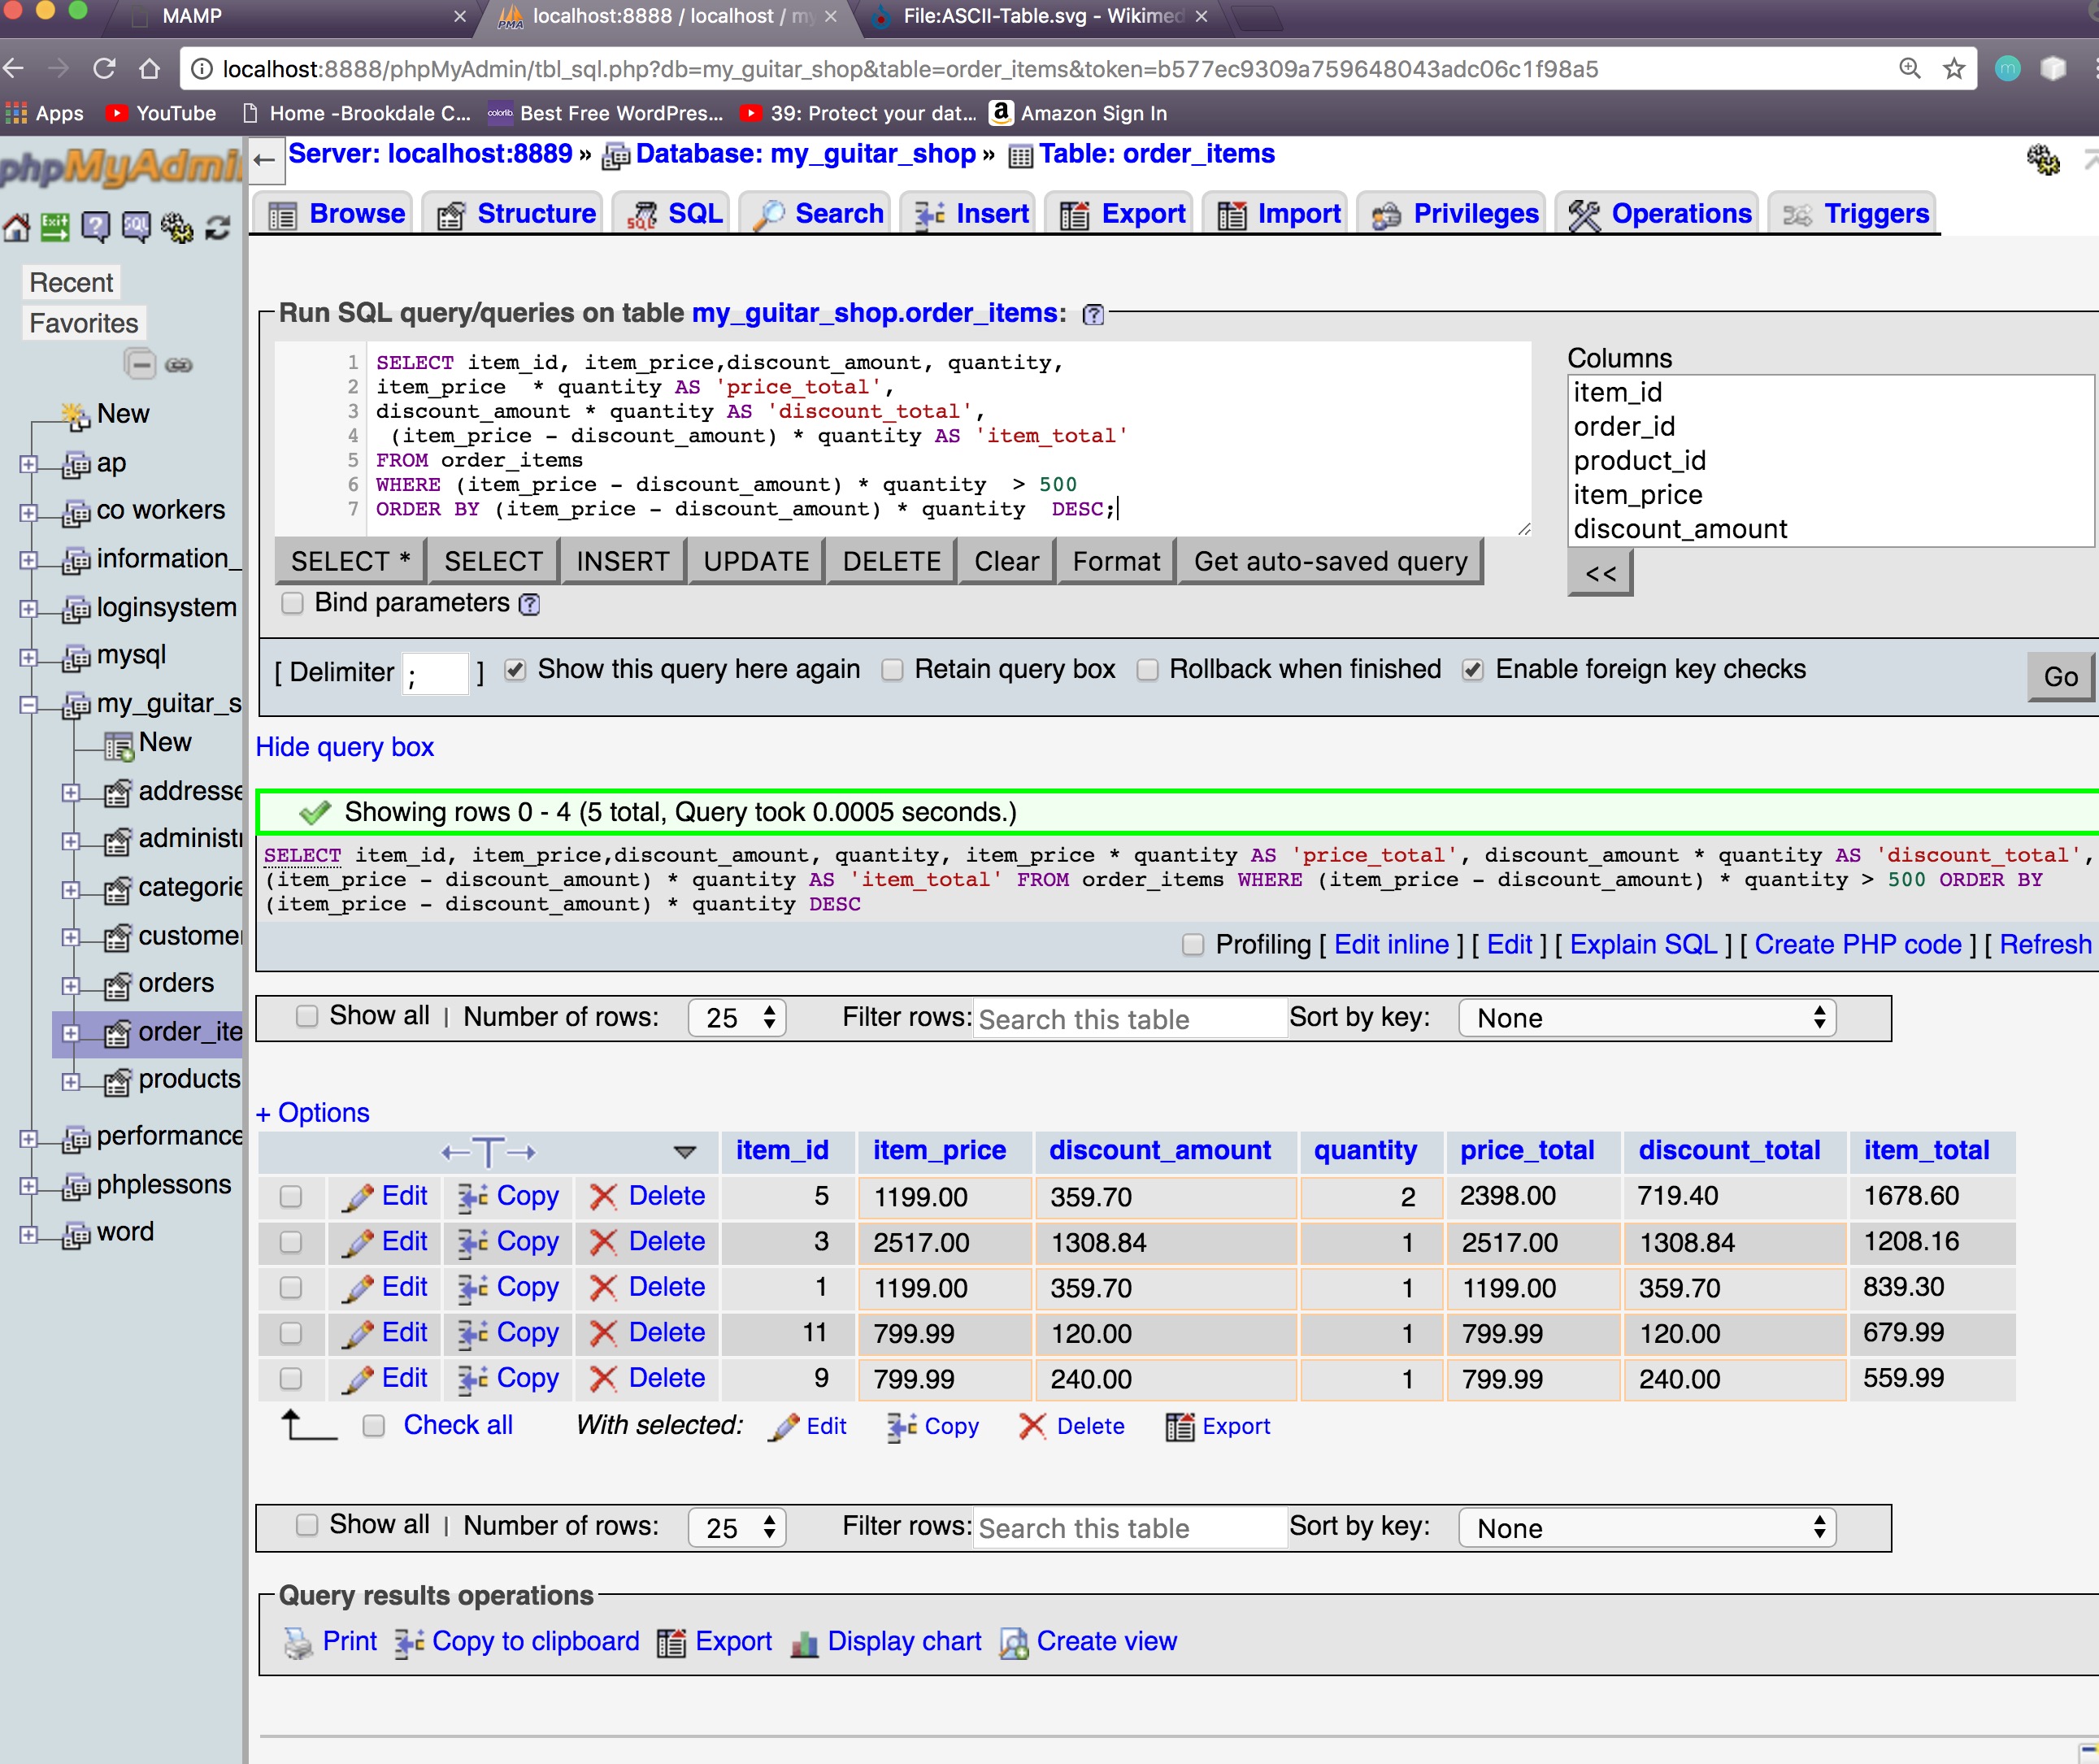 MAMP
localhost:8888 / localhost / my
File:ASCII-Table.svg - Wikimed
localhost:8888/phpMyAdmin/tbl_sql.php?db=my_guitar_shop&table=order_items&token=b577ec9309a759648043adc06c1f98a5
Apps YouTube Home -Brookdale C... Best Free WordPres... 39: Protect your dat... Amazon Sign In
phpMyAdmi
Recent
Favorites
New
ap
co workers
information_
loginsystem
mysql
my_guitar_s
New
addresse
administr
categorie
customer
orders
order_ite
products
performance
phplessons
word
Server: localhost:8889 » Database: my_guitar_shop » Table: order_items
Browse Structure SQL Search Insert Export Import Privileges Operations Triggers
Run SQL query/queries on table my_guitar_shop.order_items:
1 SELECT item_id, item_price,discount_amount, quantity,
2 item_price  * quantity AS 'price_total',
3 discount_amount * quantity AS 'discount_total',
4  (item_price - discount_amount) * quantity AS 'item_total'
5 FROM order_items
6 WHERE (item_price - discount_amount) * quantity  > 500
7 ORDER BY (item_price - discount_amount) * quantity  DESC;
Columns
item_id
order_id
product_id
item_price
discount_amount
<<
SELECT * SELECT INSERT UPDATE DELETE Clear Format Get auto-saved query
Bind parameters
[ Delimiter ; ] Show this query here again Retain query box Rollback when finished Enable foreign key checks Go
Hide query box
Showing rows 0 - 4 (5 total, Query took 0.0005 seconds.)
SELECT item_id, item_price,discount_amount, quantity, item_price * quantity AS 'price_total', discount_amount * quantity AS 'discount_total',
(item_price - discount_amount) * quantity AS 'item_total' FROM order_items WHERE (item_price - discount_amount) * quantity > 500 ORDER BY
(item_price - discount_amount) * quantity DESC
Profiling [ Edit inline ] [ Edit ] [ Explain SQL ] [ Create PHP code ] [ Refresh
Show all | Number of rows: 25 Filter rows: Search this table Sort by key: None
+ Options
←T→ item_id item_price discount_amount quantity price_total discount_total item_total
Edit Copy Delete 5 1199.00 359.70 2 2398.00 719.40 1678.60
Edit Copy Delete 3 2517.00 1308.84 1 2517.00 1308.84 1208.16
Edit Copy Delete 1 1199.00 359.70 1 1199.00 359.70 839.30
Edit Copy Delete 11 799.99 120.00 1 799.99 120.00 679.99
Edit Copy Delete 9 799.99 240.00 1 799.99 240.00 559.99
Check all With selected: Edit Copy Delete Export
Show all | Number of rows: 25 Filter rows: Search this table Sort by key: None
Query results operations
Print Copy to clipboard Export Display chart Create view